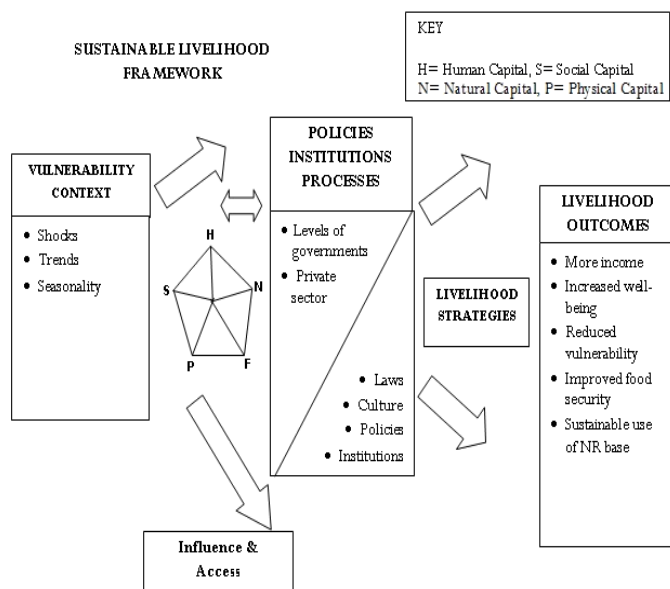 SUSTAINABLE LIVELIHOOD
FRAMEWORK
KEY
H= Human Capital, S= Social Capital
N= Natural Capital, P= Physical Capital
VULNERABILITY
CONTEXT
• Shocks
• Trends
• Seasonality
H
S
N
P
F
POLICIES
INSTITUTIONS
PROCESSES
• Levels of
governments
• Private
sector
• Laws
• Culture
• Policies
• Institutions
LIVELIHOOD
STRATEGIES
LIVELIHOOD
OUTCOMES
• More income
• Increased well-
being
• Reduced
vulnerability
• Improved food
security
• Sustainable use
of NR base
Influence &
Access